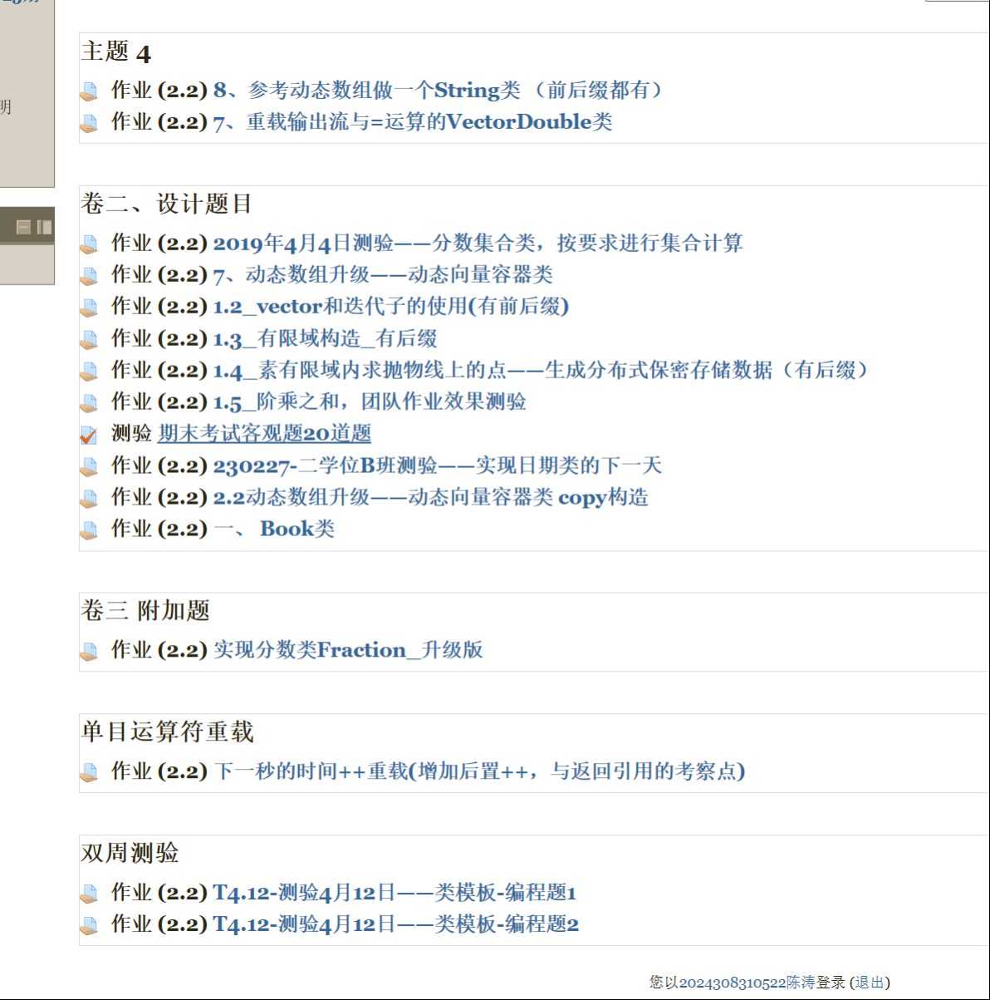 明
主题 4
作业 (2.2) 8、参考动态数组做一个String类 （前后缀都有）
作业 (2.2) 7、重载输出流与=运算的VectorDouble类
卷二、设计题目
作业 (2.2) 2019年4月4日测验——分数集合类，按要求进行集合计算
作业 (2.2) 7、动态数组升级——动态向量容器类
作业 (2.2) 1.2_vector和迭代子的使用(有前后缀)
作业 (2.2) 1.3_有限域构造_有后缀
作业 (2.2) 1.4_素有限域内求抛物线上的点——生成分布式保密存储数据（有后缀）
作业 (2.2) 1.5_阶乘之和，团队作业效果测验
测验 期末考试客观题20道题
作业 (2.2) 230227-二学位B班测验——实现日期类的下一天
作业 (2.2) 2.2动态数组升级——动态向量容器类 copy构造
作业 (2.2) 一、 Book类
卷三 附加题
作业 (2.2) 实现分数类Fraction_升级版
单目运算符重载
作业 (2.2) 下一秒的时间++重载(增加后置++，与返回引用的考察点)
双周测验
作业 (2.2) T4.12-测验4月12日——类模板-编程题1
作业 (2.2) T4.12-测验4月12日——类模板-编程题2
您以2024308310522陈涛登录 (退出)